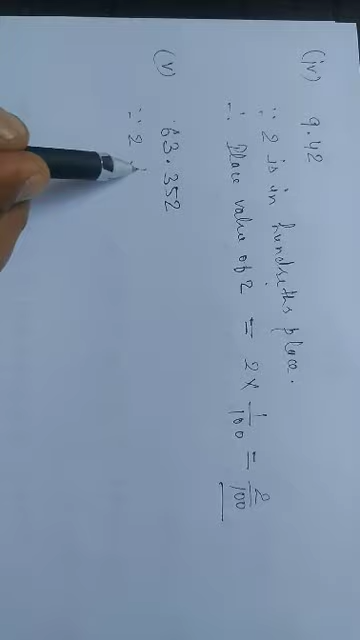 (iv) 9.42
∵ 2 is in hundreths place.
∴ Place value of 2 = 2 × 1/100 = 2/100
(v) 63.352
∵ 2